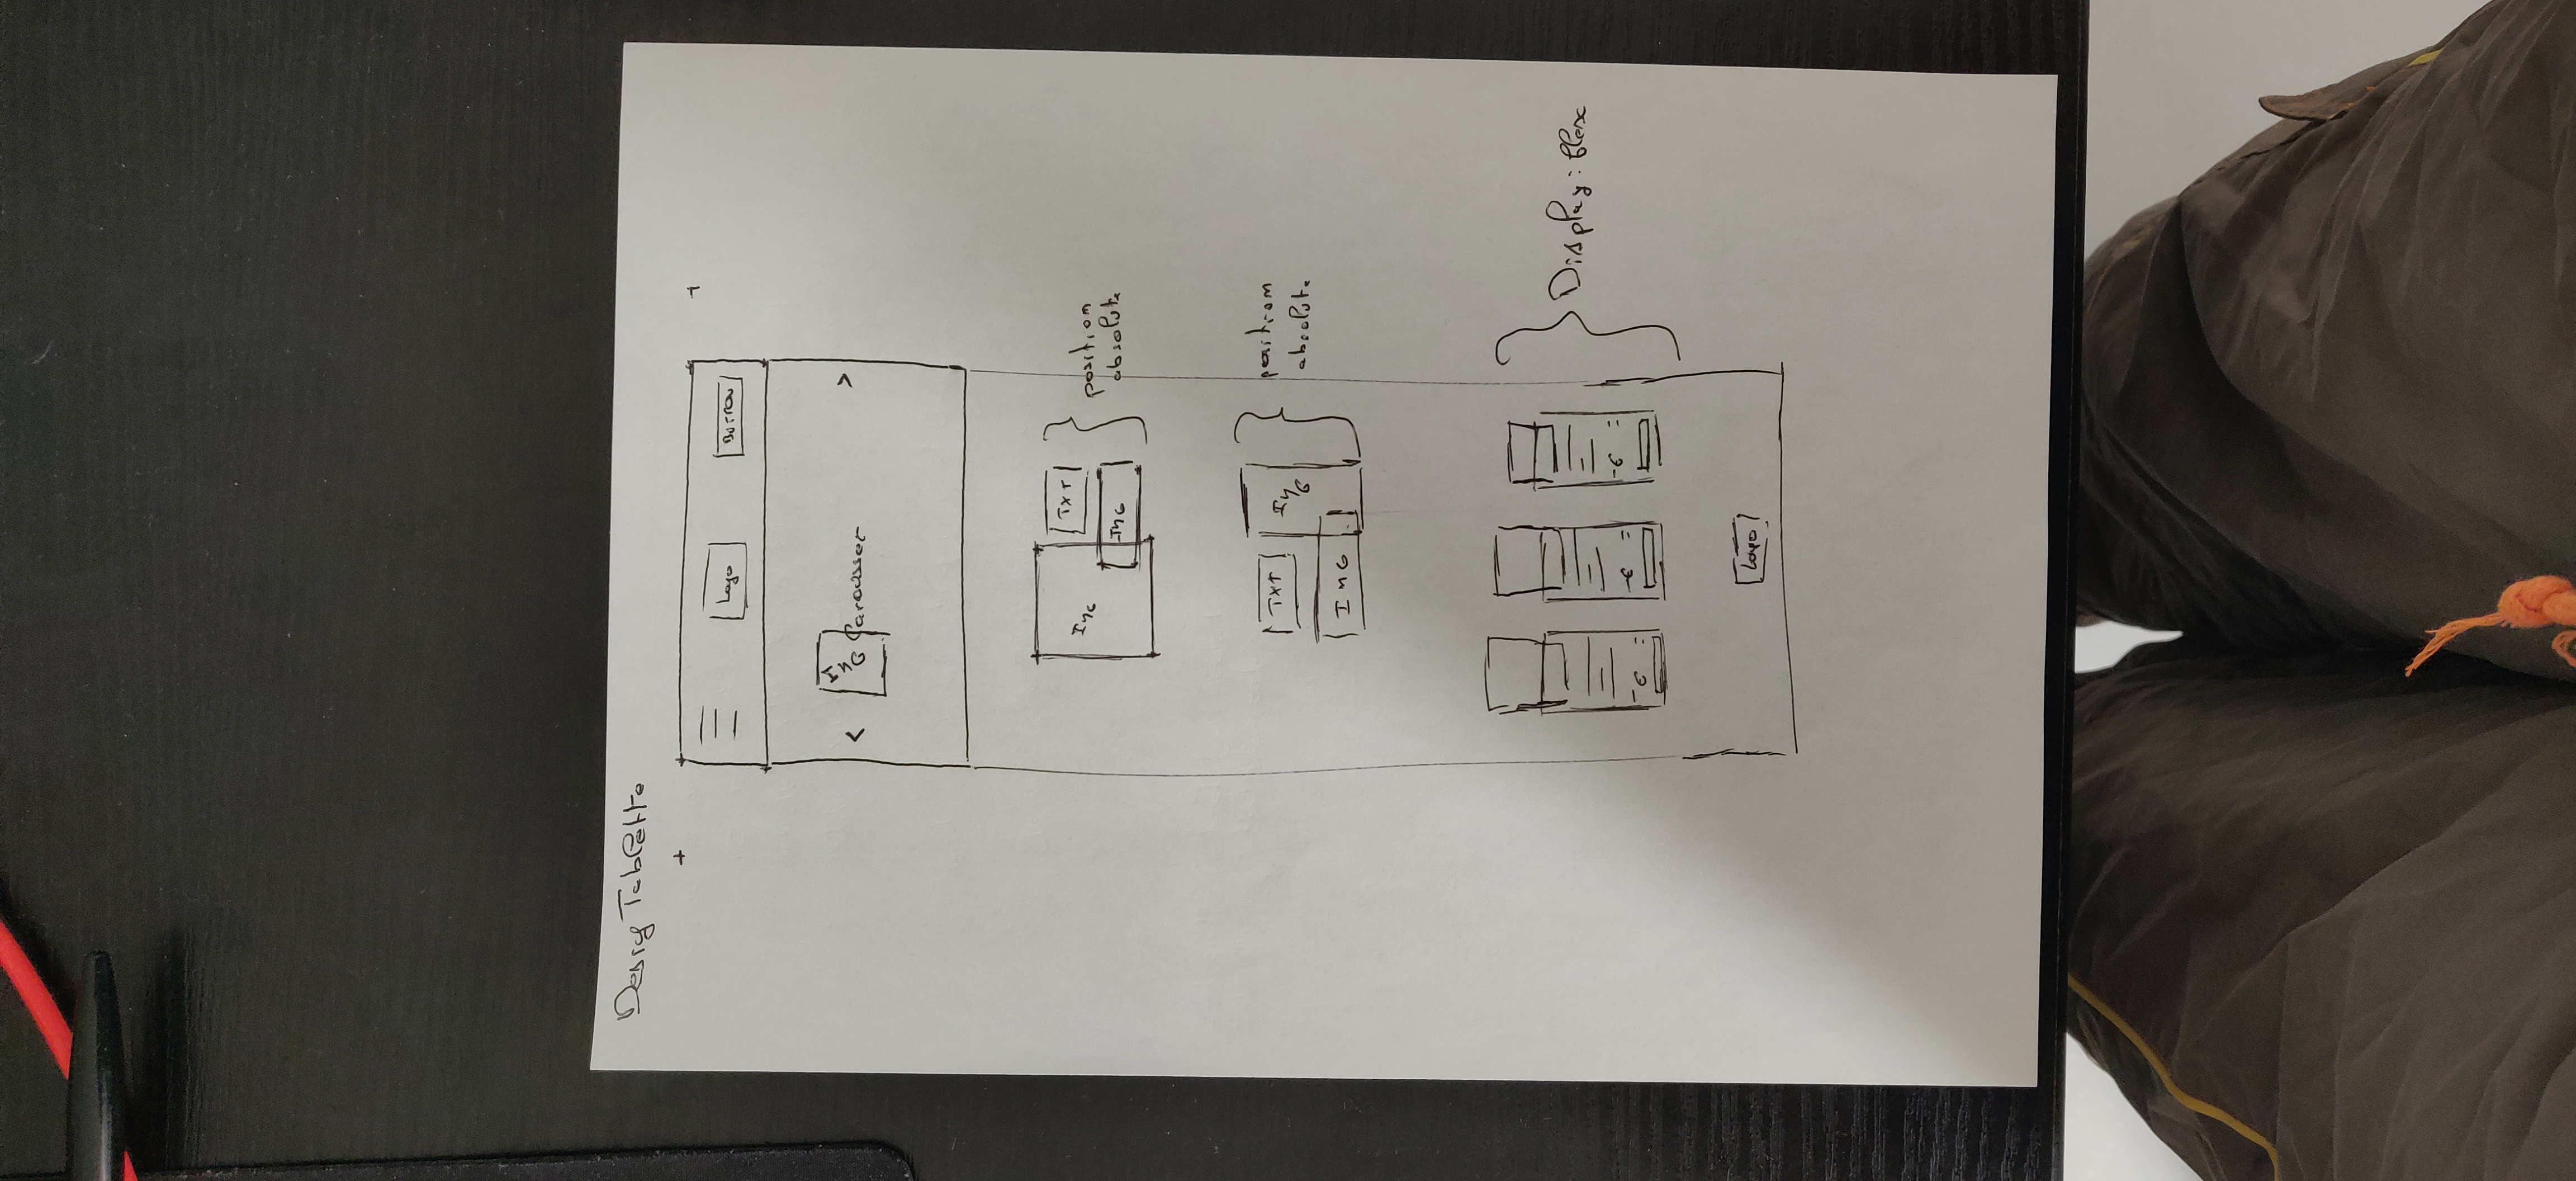 Desig Tablette
Logo
BUTTON
<
IMG
Carousser
>
IMG
TXT
IMG
position
absolute
TXT
IMG
IMG
position
absolute
- €
=
- €
=
- €
=
Display: flex
Logo